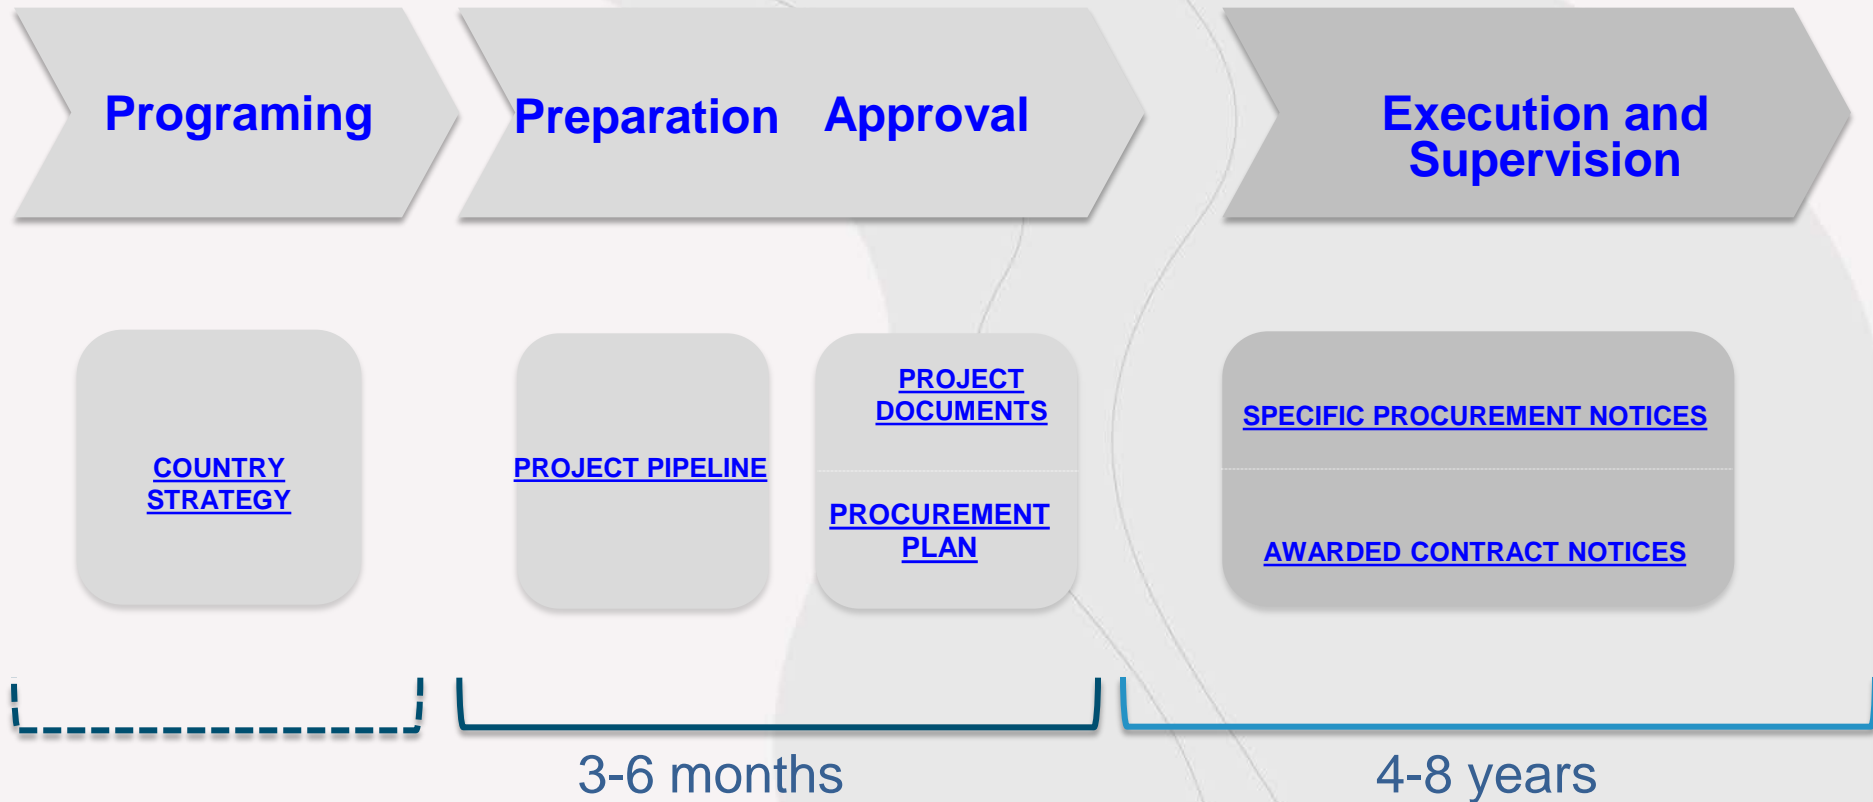 Programing
Preparation
Approval
Execution and
Supervision
COUNTRY
STRATEGY
PROJECT PIPELINE
PROJECT
DOCUMENTS
PROCUREMENT
PLAN
SPECIFIC PROCUREMENT NOTICES
AWARDED CONTRACT NOTICES
3-6 months
4-8 years